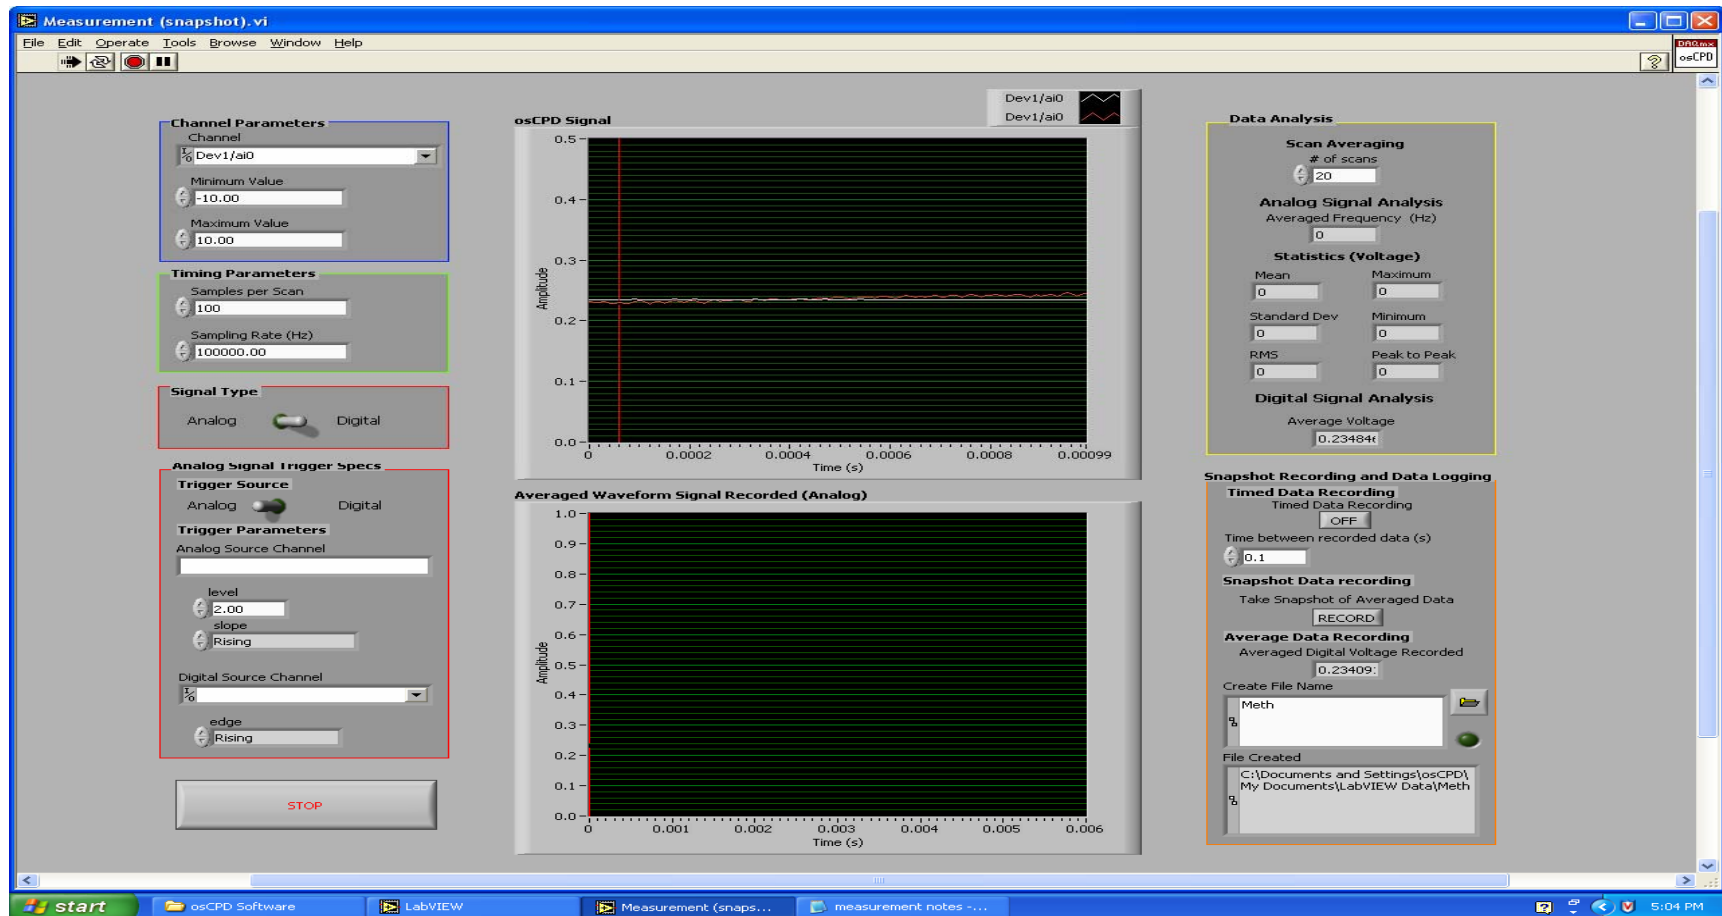 Measurement (snapshot).vi
File Edit Operate Tools Browse Window Help
DAQmx
osCPD
Channel Parameters
Channel
Dev1/ai0
Minimum Value
-10.00
Maximum Value
10.00
Timing Parameters
Samples per Scan
100
Sampling Rate (Hz)
100000.00
Signal Type
Analog Digital
Analog Signal Trigger Specs
Trigger Source
Analog Digital
Trigger Parameters
Analog Source Channel
level
2.00
slope
Rising
Digital Source Channel
edge
Rising
STOP
Dev1/ai0
Dev1/ai0
osCPD Signal
0.5
0.4
0.3
0.2
0.1
0.0
Amplitude
0 0.0002 0.0004 0.0006 0.0008 0.00099
Time (s)
Averaged Waveform Signal Recorded (Analog)
1.0
0.9
0.8
0.7
0.6
0.5
0.4
0.3
0.2
0.1
0.0
Amplitude
0 0.001 0.002 0.003 0.004 0.005 0.006
Time (s)
Data Analysis
Scan Averaging
# of scans
20
Analog Signal Analysis
Averaged Frequency (Hz)
0
Statistics (Voltage)
Mean Maximum
0 0
Standard Dev Minimum
0 0
RMS Peak to Peak
0 0
Digital Signal Analysis
Average Voltage
0.23484
Snapshot Recording and Data Logging
Timed Data Recording
Timed Data Recording
OFF
Time between recorded data (s)
0.1
Snapshot Data recording
Take Snapshot of Averaged Data
RECORD
Average Data Recording
Averaged Digital Voltage Recorded
0.23409
Create File Name
Meth
File Created
C:\Documents and Settings\osCPD\
My Documents\LabVIEW Data\Meth
start osCPD Software LabVIEW Measurement (snaps... measurement notes -... 5:04 PM